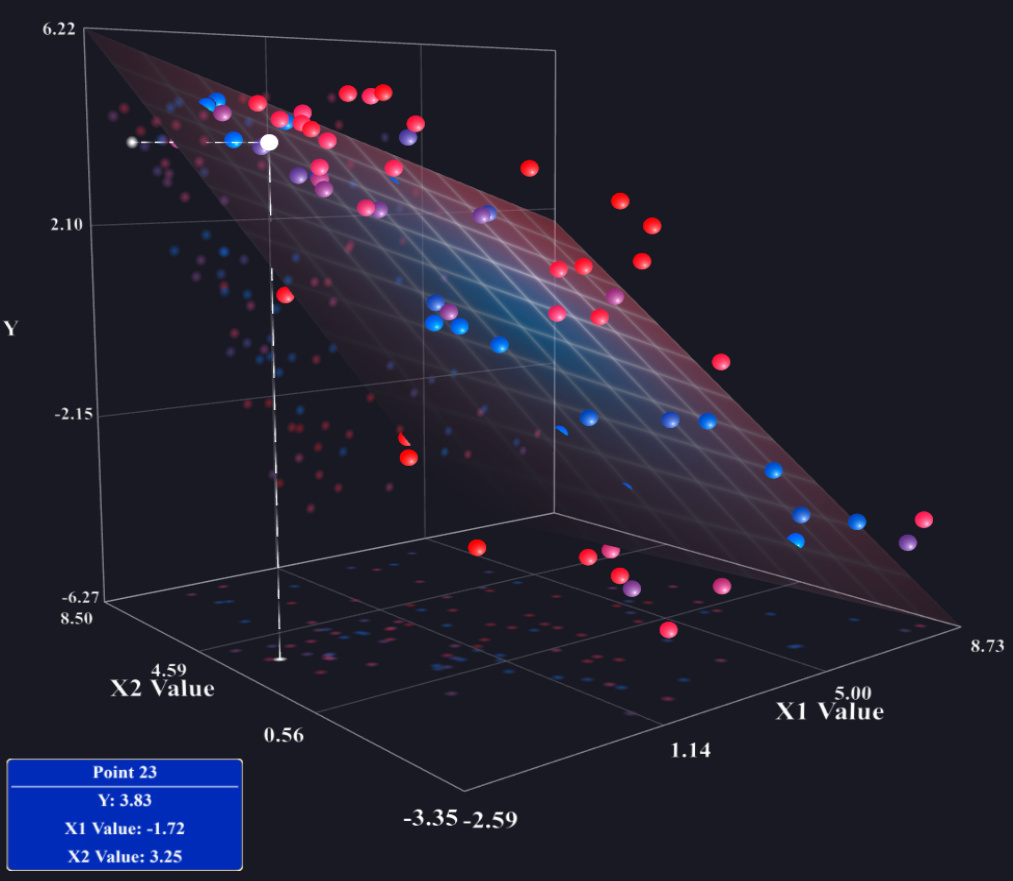 6.22
2.10
Y
-2.15
-6.27
8.50
4.59
X2 Value
0.56
-3.35
-2.59
1.14
5.00
X1 Value
8.73
Point 23
Y: 3.83
X1 Value: -1.72
X2 Value: 3.25